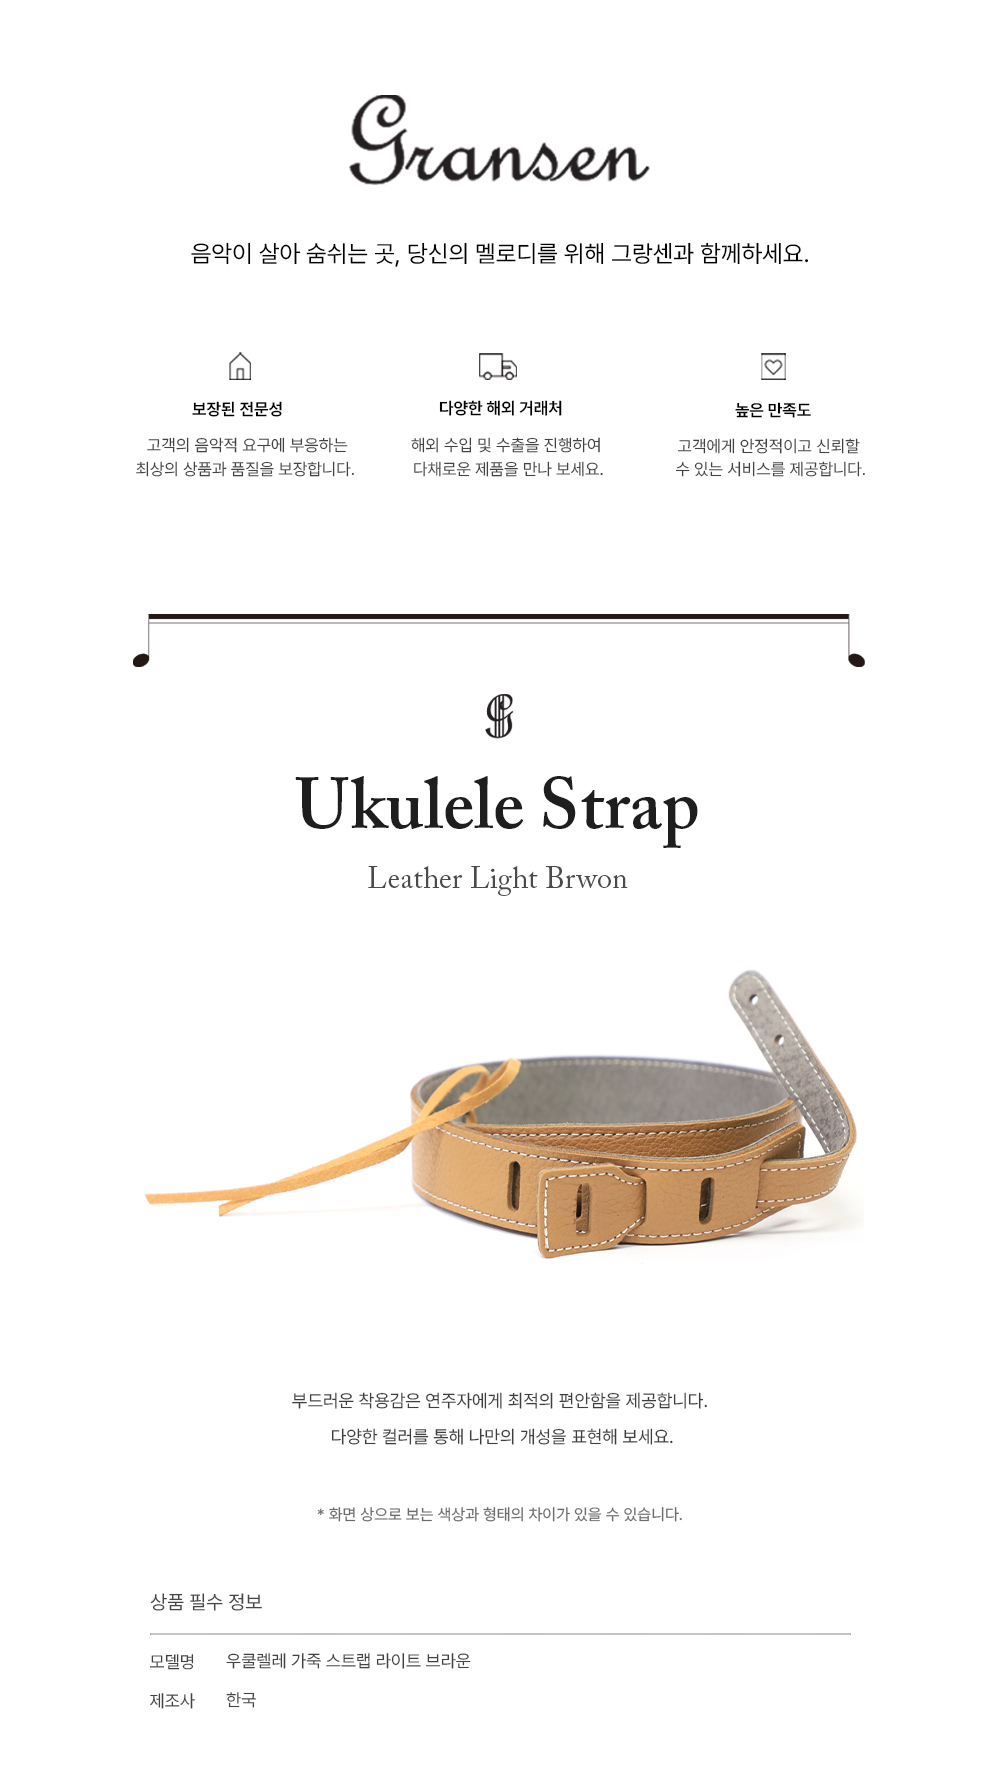 Gransen
음악이 살아 숨쉬는 곳, 당신의 멜로디를 위해 그랑센과 함께하세요.
보장된 전문성
고객의 음악적 요구에 부응하는
최상의 상품과 품질을 보장합니다.
다양한 해외 거래처
해외 수입 및 수출을 진행하여
다채로운 제품을 만나 보세요.
높은 만족도
고객에게 안정적이고 신뢰할
수 있는 서비스를 제공합니다.
Ukulele Strap
Leather Light Brwon
부드러운 착용감은 연주자에게 최적의 편안함을 제공합니다.
다양한 컬러를 통해 나만의 개성을 표현해 보세요.
* 화면 상으로 보는 색상과 형태의 차이가 있을 수 있습니다.
상품 필수 정보
모델명 우쿨렐레 가죽 스트랩 라이트 브라운
제조사 한국